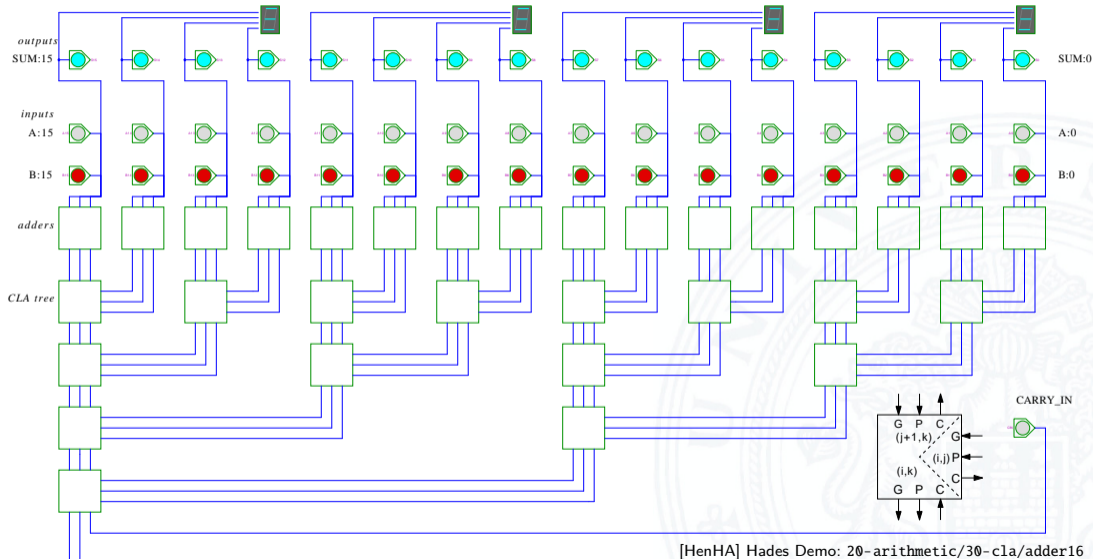 outputs
SUM:15
SUM:0
inputs
A:15
A:0
B:15
B:0
adders
CLA tree
CARRY_IN
G P C
(j+1,k)
G
(i,j) P
(i,k)
C
G P C
[HenHA] Hades Demo: 20-arithmetic/30-cla/adder16